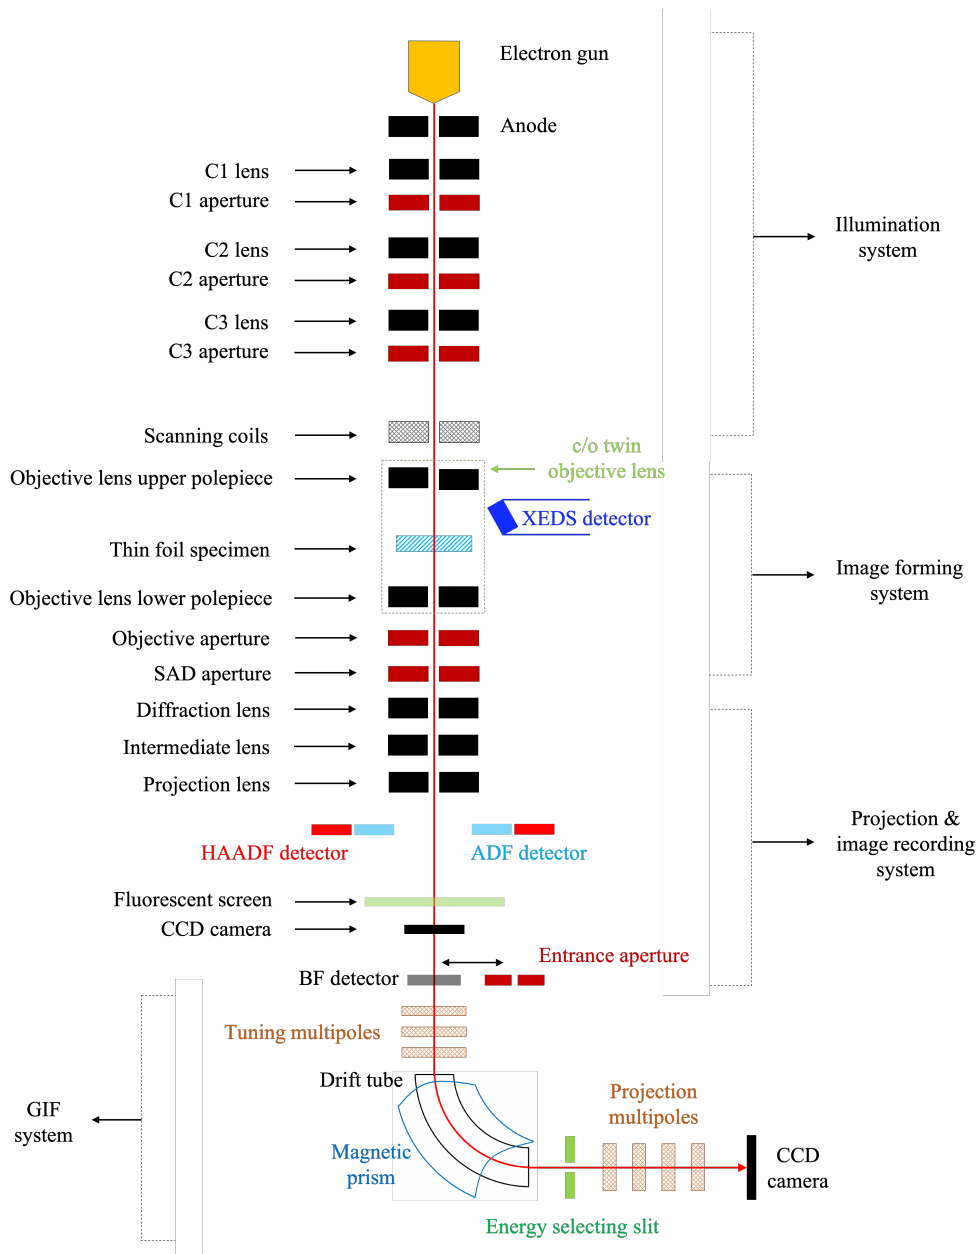 Electron gun
Anode
C1 lens
C1 aperture
C2 lens
C2 aperture
C3 lens
C3 aperture
Illumination
system
Scanning coils
c/o twin
objective lens
Objective lens upper polepiece
XEDS detector
Thin foil specimen
Image forming
system
Objective lens lower polepiece
Objective aperture
SAD aperture
Diffraction lens
Intermediate lens
Projection lens
HAADF detector
ADF detector
Projection &
image recording
system
Fluorescent screen
CCD camera
Entrance aperture
BF detector
Tuning multipoles
Drift tube
GIF
system
Magnetic
prism
Projection
multipoles
CCD
camera
Energy selecting slit